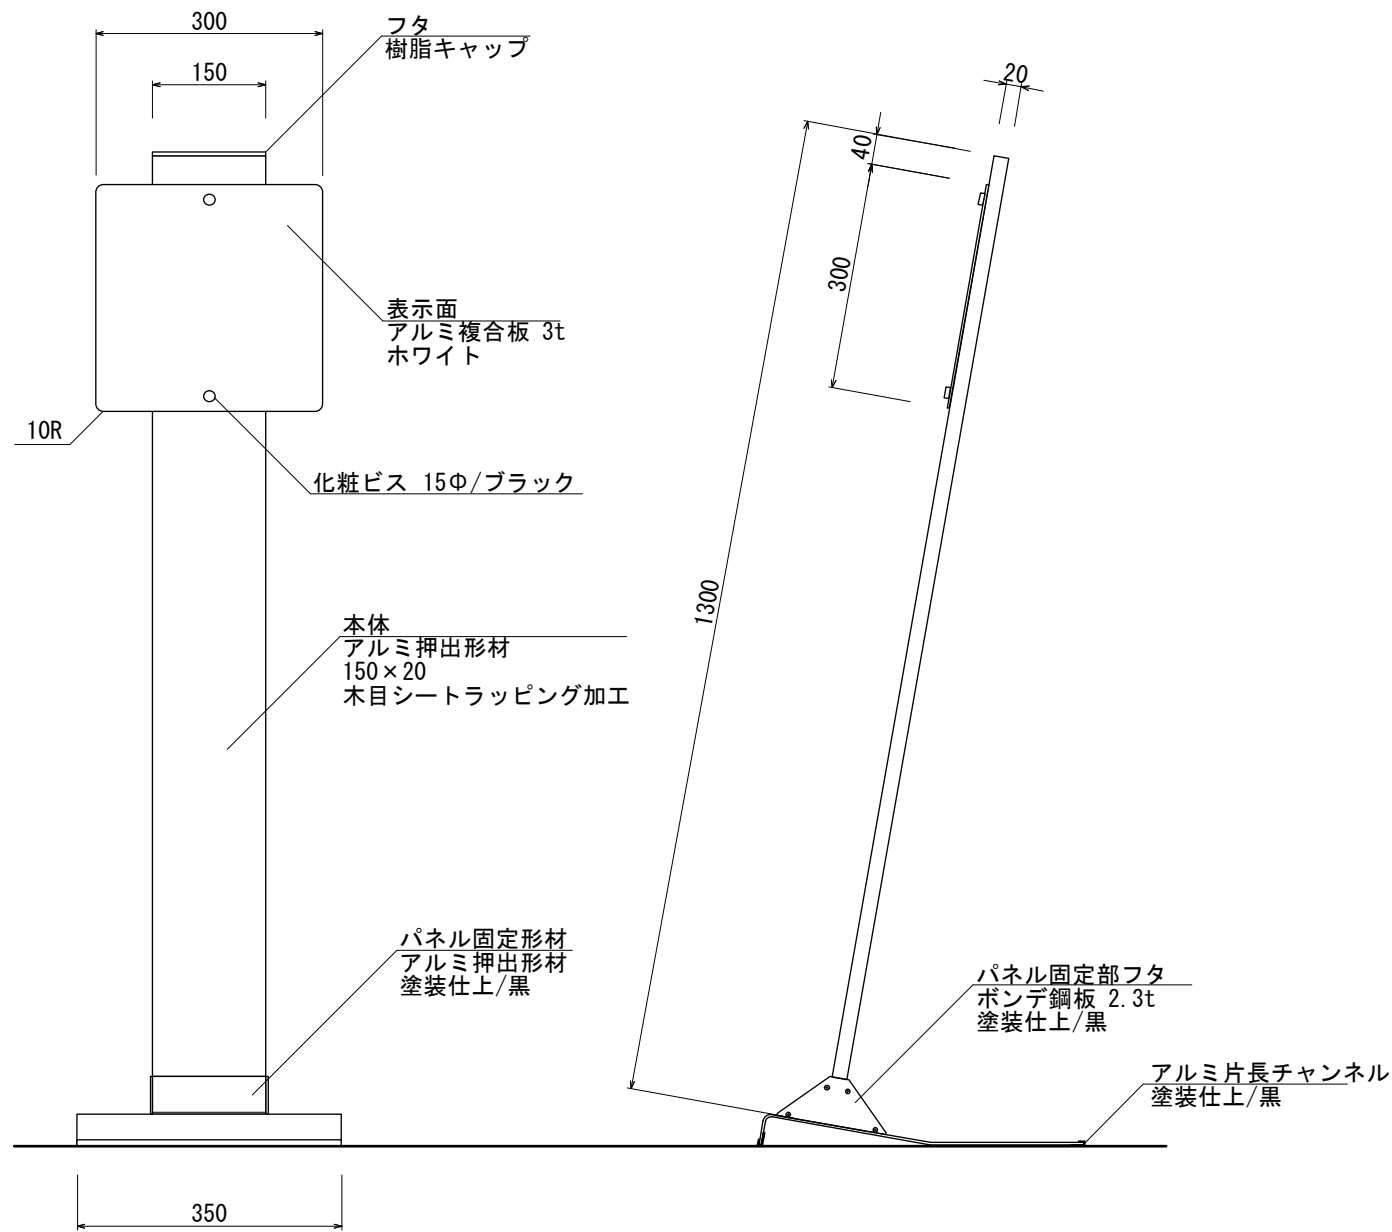 300
フタ
樹脂キャップ
150
20
40
300
表示面
アルミ複合板 3t
ホワイト
10R
化粧ビス 15Φ/ブラック
1300
本体
アルミ押出形材
150×20
木目シートラッピング加工
パネル固定形材
アルミ押出形材
塗装仕上/黒
パネル固定部フタ
ボンデ鋼板 2.3t
塗装仕上/黒
アルミ片長チャンネル
塗装仕上/黒
350